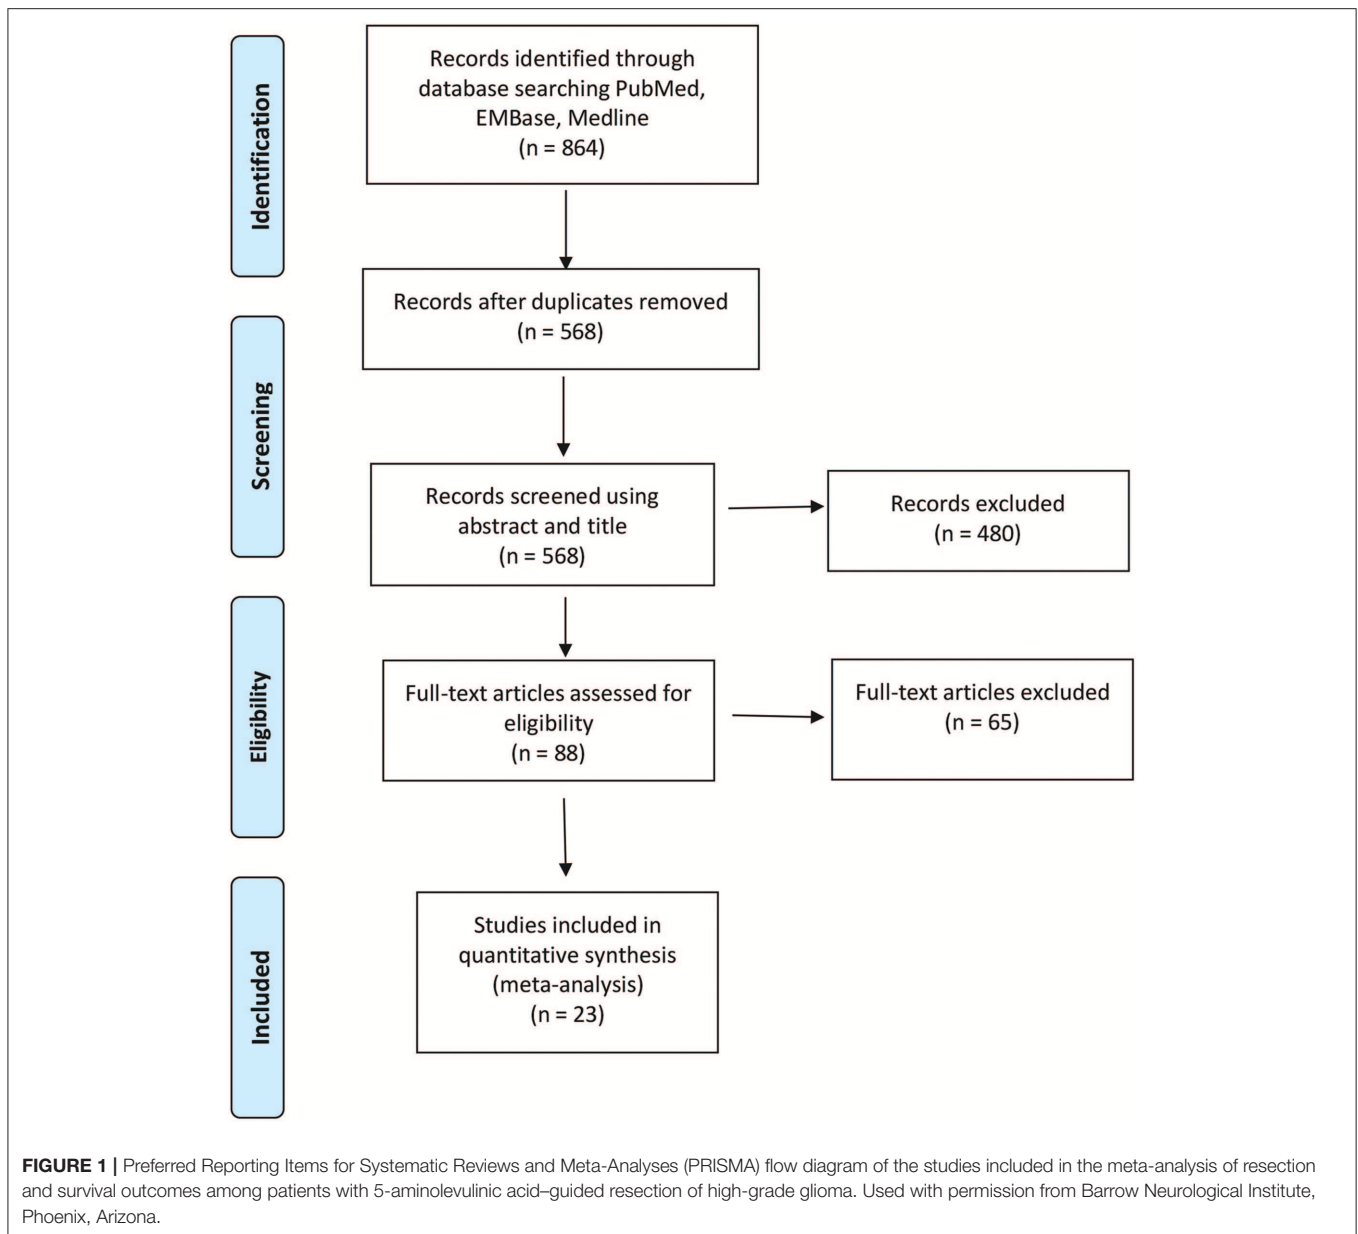 Identification
Records identified through
database searching PubMed,
EMBase, Medline
(n = 864)
Records after duplicates removed
(n = 568)
Screening
Records screened using
abstract and title
(n = 568)
Records excluded
(n = 480)
Eligibility
Full-text articles assessed for
eligibility
(n = 88)
Full-text articles excluded
(n = 65)
Included
Studies included in
quantitative synthesis
(meta-analysis)
(n = 23)
FIGURE 1 | Preferred Reporting Items for Systematic Reviews and Meta-Analyses (PRISMA) flow diagram of the studies included in the meta-analysis of resection
and survival outcomes among patients with 5-aminolevulinic acid–guided resection of high-grade glioma. Used with permission from Barrow Neurological Institute,
Phoenix, Arizona.